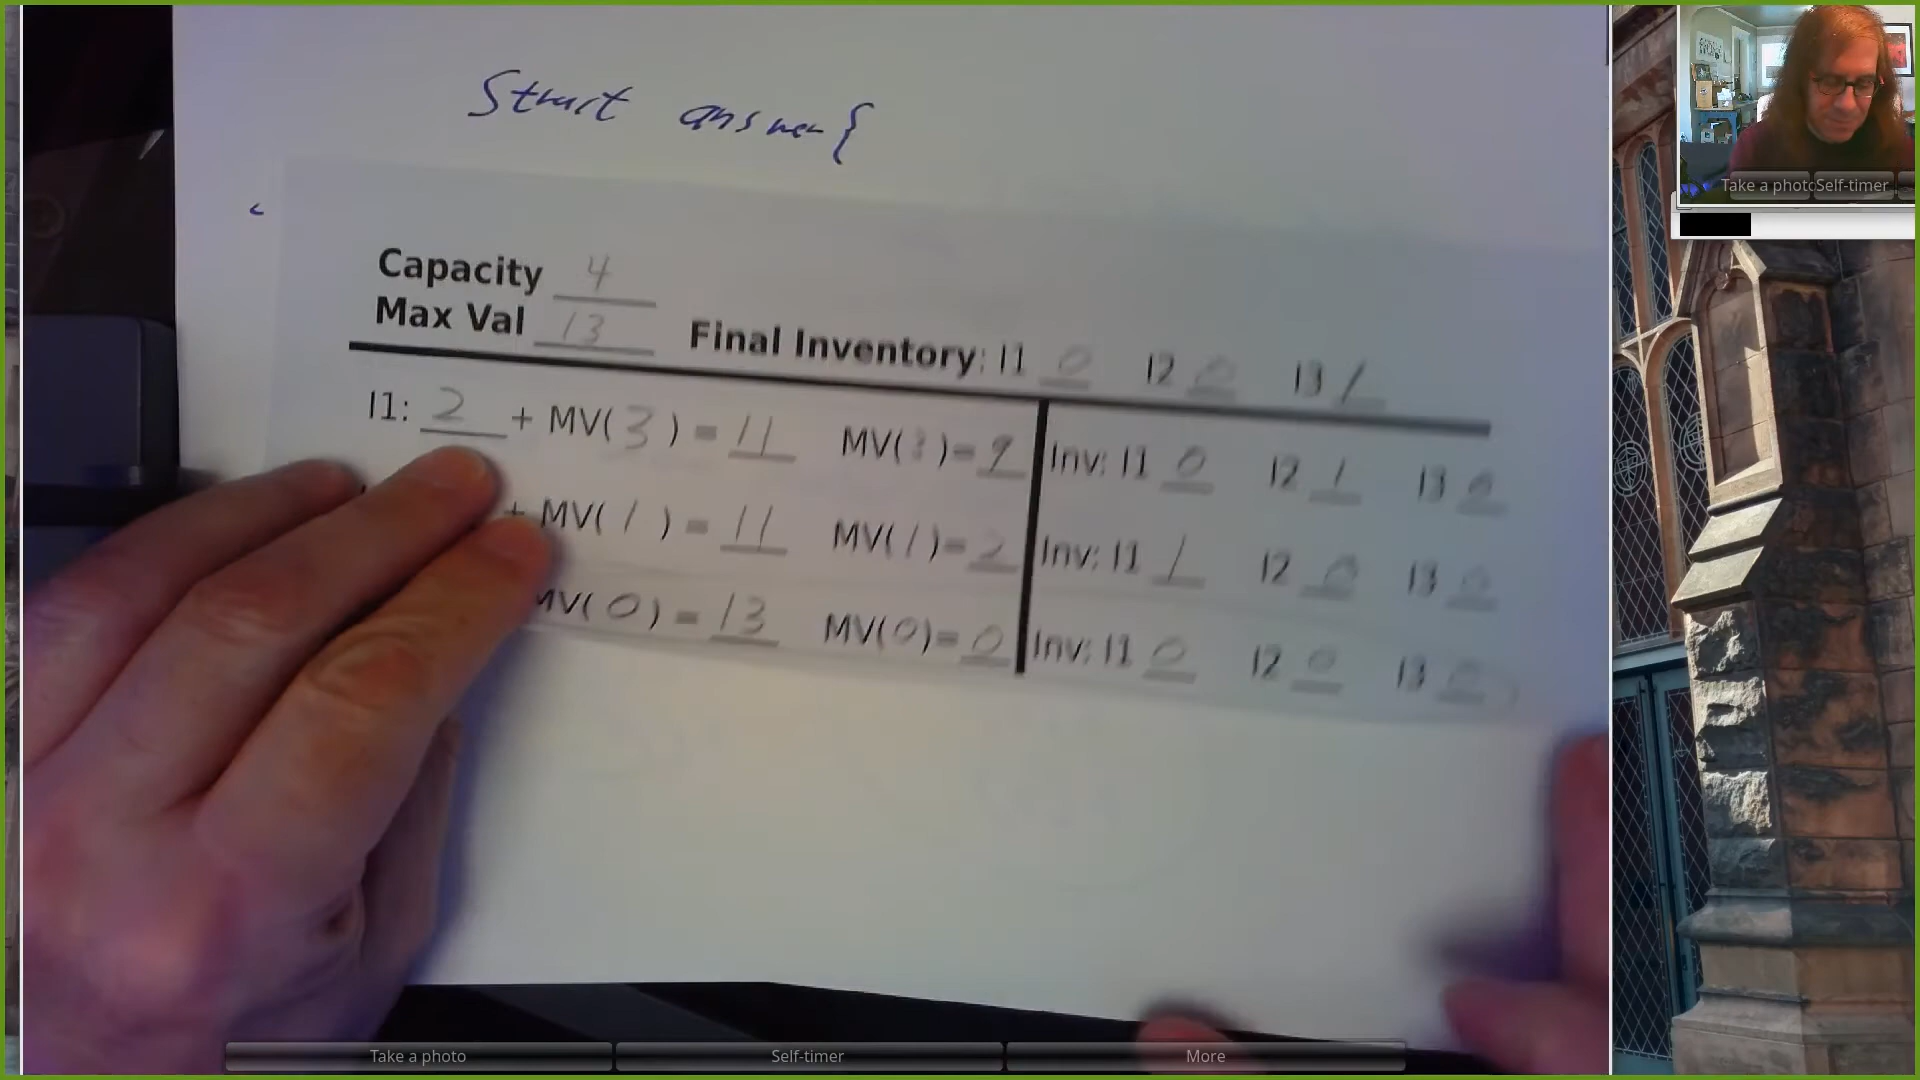 Struct answer {
Capacity 4
Max Val 13 Final Inventory: I1 0 I2 0 I3 1
I1: 2 + MV(3) = 11 MV(3)= 9 Inv: I1 0 I2 1 I3 0
+ MV(1) = 11 MV(1)= 2 Inv: I1 1 I2 0 I3 0
MV(0) = 13 MV(0)= 0 Inv: I1 0 I2 0 I3 0
Take a photo Self-timer
Take a photo Self-timer More